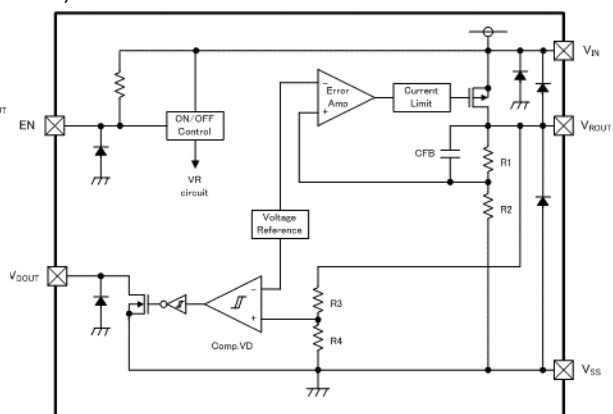 VIN
Error
Amp
Current
Limit
UT
EN
ON/OFF
Control
VROUT
CFB
R1
VR
circuit
R2
Voltage
Reference
VDOUT
R3
Comp.VD
R4
VSS